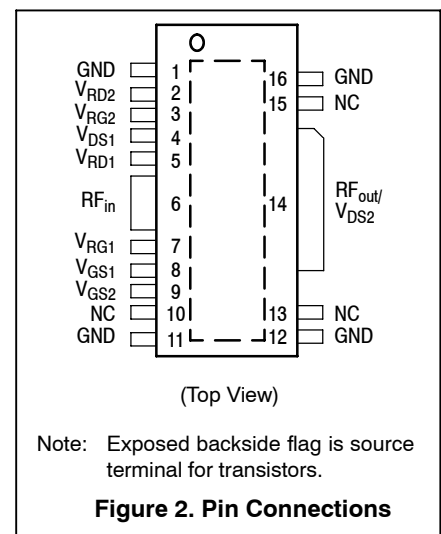 GND 1 16 GND
VRD2 2 15 NC
VRG2 3
VDS1 4
VRD1 5
RFin 6 14 RFout/
VDS2
VRG1 7
VGS1 8
VGS2 9
NC 10 13 NC
GND 11 12 GND
(Top View)
Note: Exposed backside flag is source
terminal for transistors.
Figure 2. Pin Connections